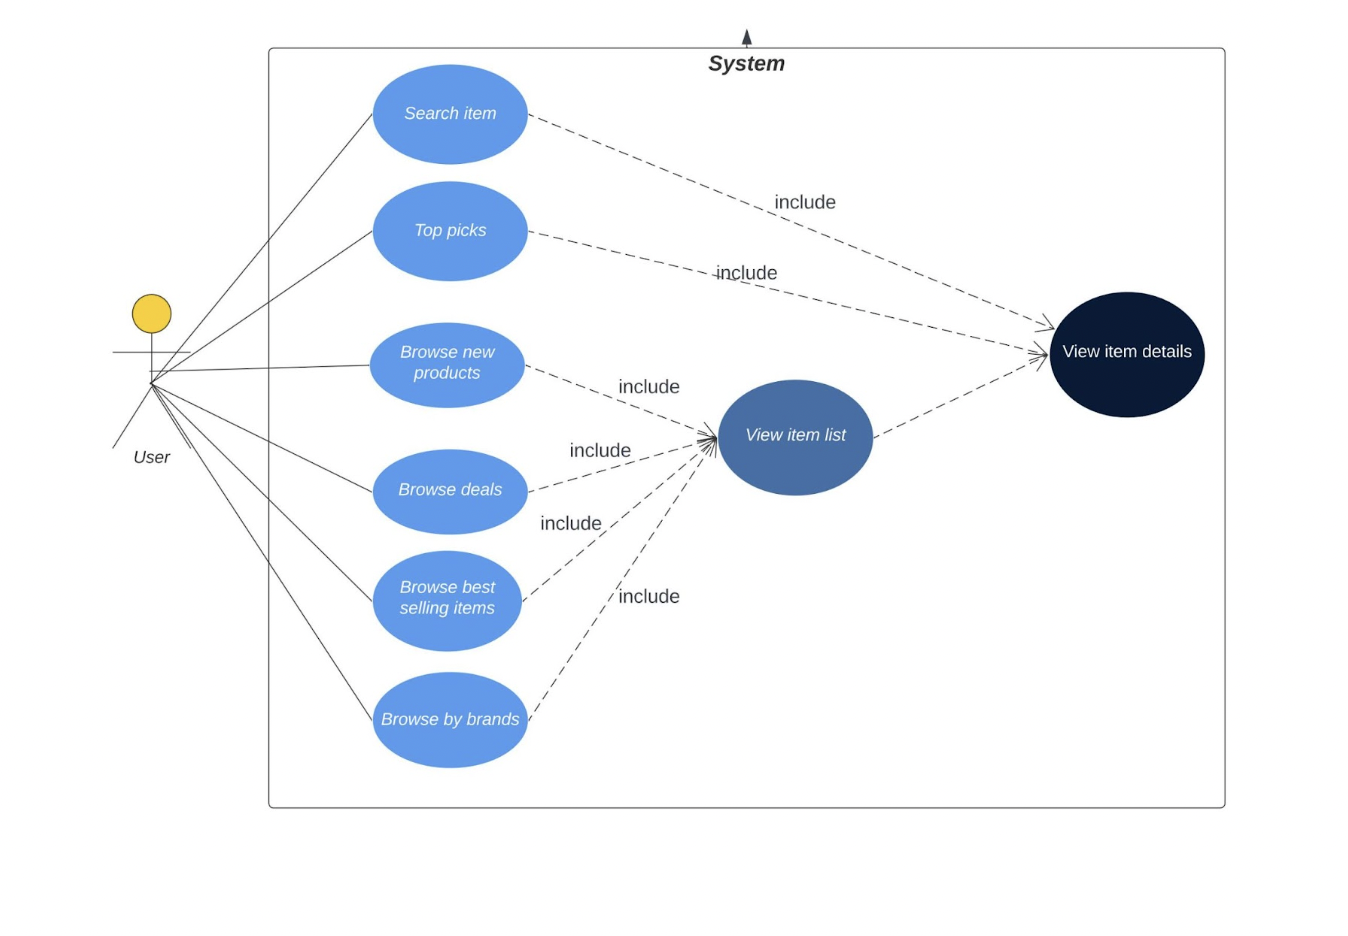 System
Search item
include
Top picks
include
Browse new
products
include
View item details
View item list
include
User
Browse deals
include
Browse best
selling items
include
Browse by brands